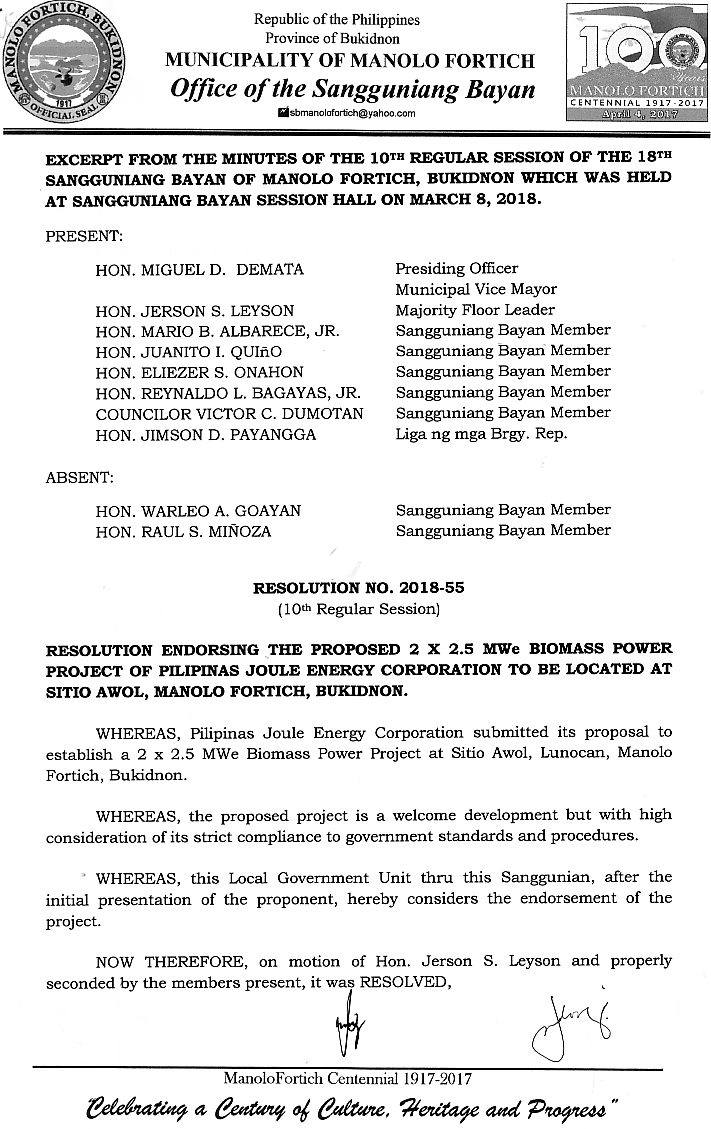 MANOLO FORTICH, BUKIDNON
1917
OFFICIAL SEAL
Republic of the Philippines
Province of Bukidnon
MUNICIPALITY OF MANOLO FORTICH
Office of the Sangguniang Bayan
sbmanolofortich@yahoo.com
100
Years
MANOLO FORTICH
CENTENNIAL 1917-2017
April 4, 2017
EXCERPT FROM THE MINUTES OF THE 10TH REGULAR SESSION OF THE 18TH
SANGGUNIANG BAYAN OF MANOLO FORTICH, BUKIDNON WHICH WAS HELD
AT SANGGUNIANG BAYAN SESSION HALL ON MARCH 8, 2018.
PRESENT:
HON. MIGUEL D. DEMATA Presiding Officer
Municipal Vice Mayor
HON. JERSON S. LEYSON Majority Floor Leader
HON. MARIO B. ALBARECE, JR. Sangguniang Bayan Member
HON. JUANITO I. QUIñO Sangguniang Bayan Member
HON. ELIEZER S. ONAHON Sangguniang Bayan Member
HON. REYNALDO L. BAGAYAS, JR. Sangguniang Bayan Member
COUNCILOR VICTOR C. DUMOTAN Sangguniang Bayan Member
HON. JIMSON D. PAYANGGA Liga ng mga Brgy. Rep.
ABSENT:
HON. WARLEO A. GOAYAN Sangguniang Bayan Member
HON. RAUL S. MIÑOZA Sangguniang Bayan Member
RESOLUTION NO. 2018-55
(10th Regular Session)
RESOLUTION ENDORSING THE PROPOSED 2 X 2.5 MWe BIOMASS POWER
PROJECT OF PILIPINAS JOULE ENERGY CORPORATION TO BE LOCATED AT
SITIO AWOL, MANOLO FORTICH, BUKIDNON.
WHEREAS, Pilipinas Joule Energy Corporation submitted its proposal to
establish a 2 x 2.5 MWe Biomass Power Project at Sitio Awol, Lunocan, Manolo
Fortich, Bukidnon.
WHEREAS, the proposed project is a welcome development but with high
consideration of its strict compliance to government standards and procedures.
WHEREAS, this Local Government Unit thru this Sanggunian, after the
initial presentation of the proponent, hereby considers the endorsement of the
project.
NOW THEREFORE, on motion of Hon. Jerson S. Leyson and properly
seconded by the members present, it was RESOLVED,
ManoloFortich Centennial 1917-2017
"Celebrating a Century of Culture, Heritage and Progress"